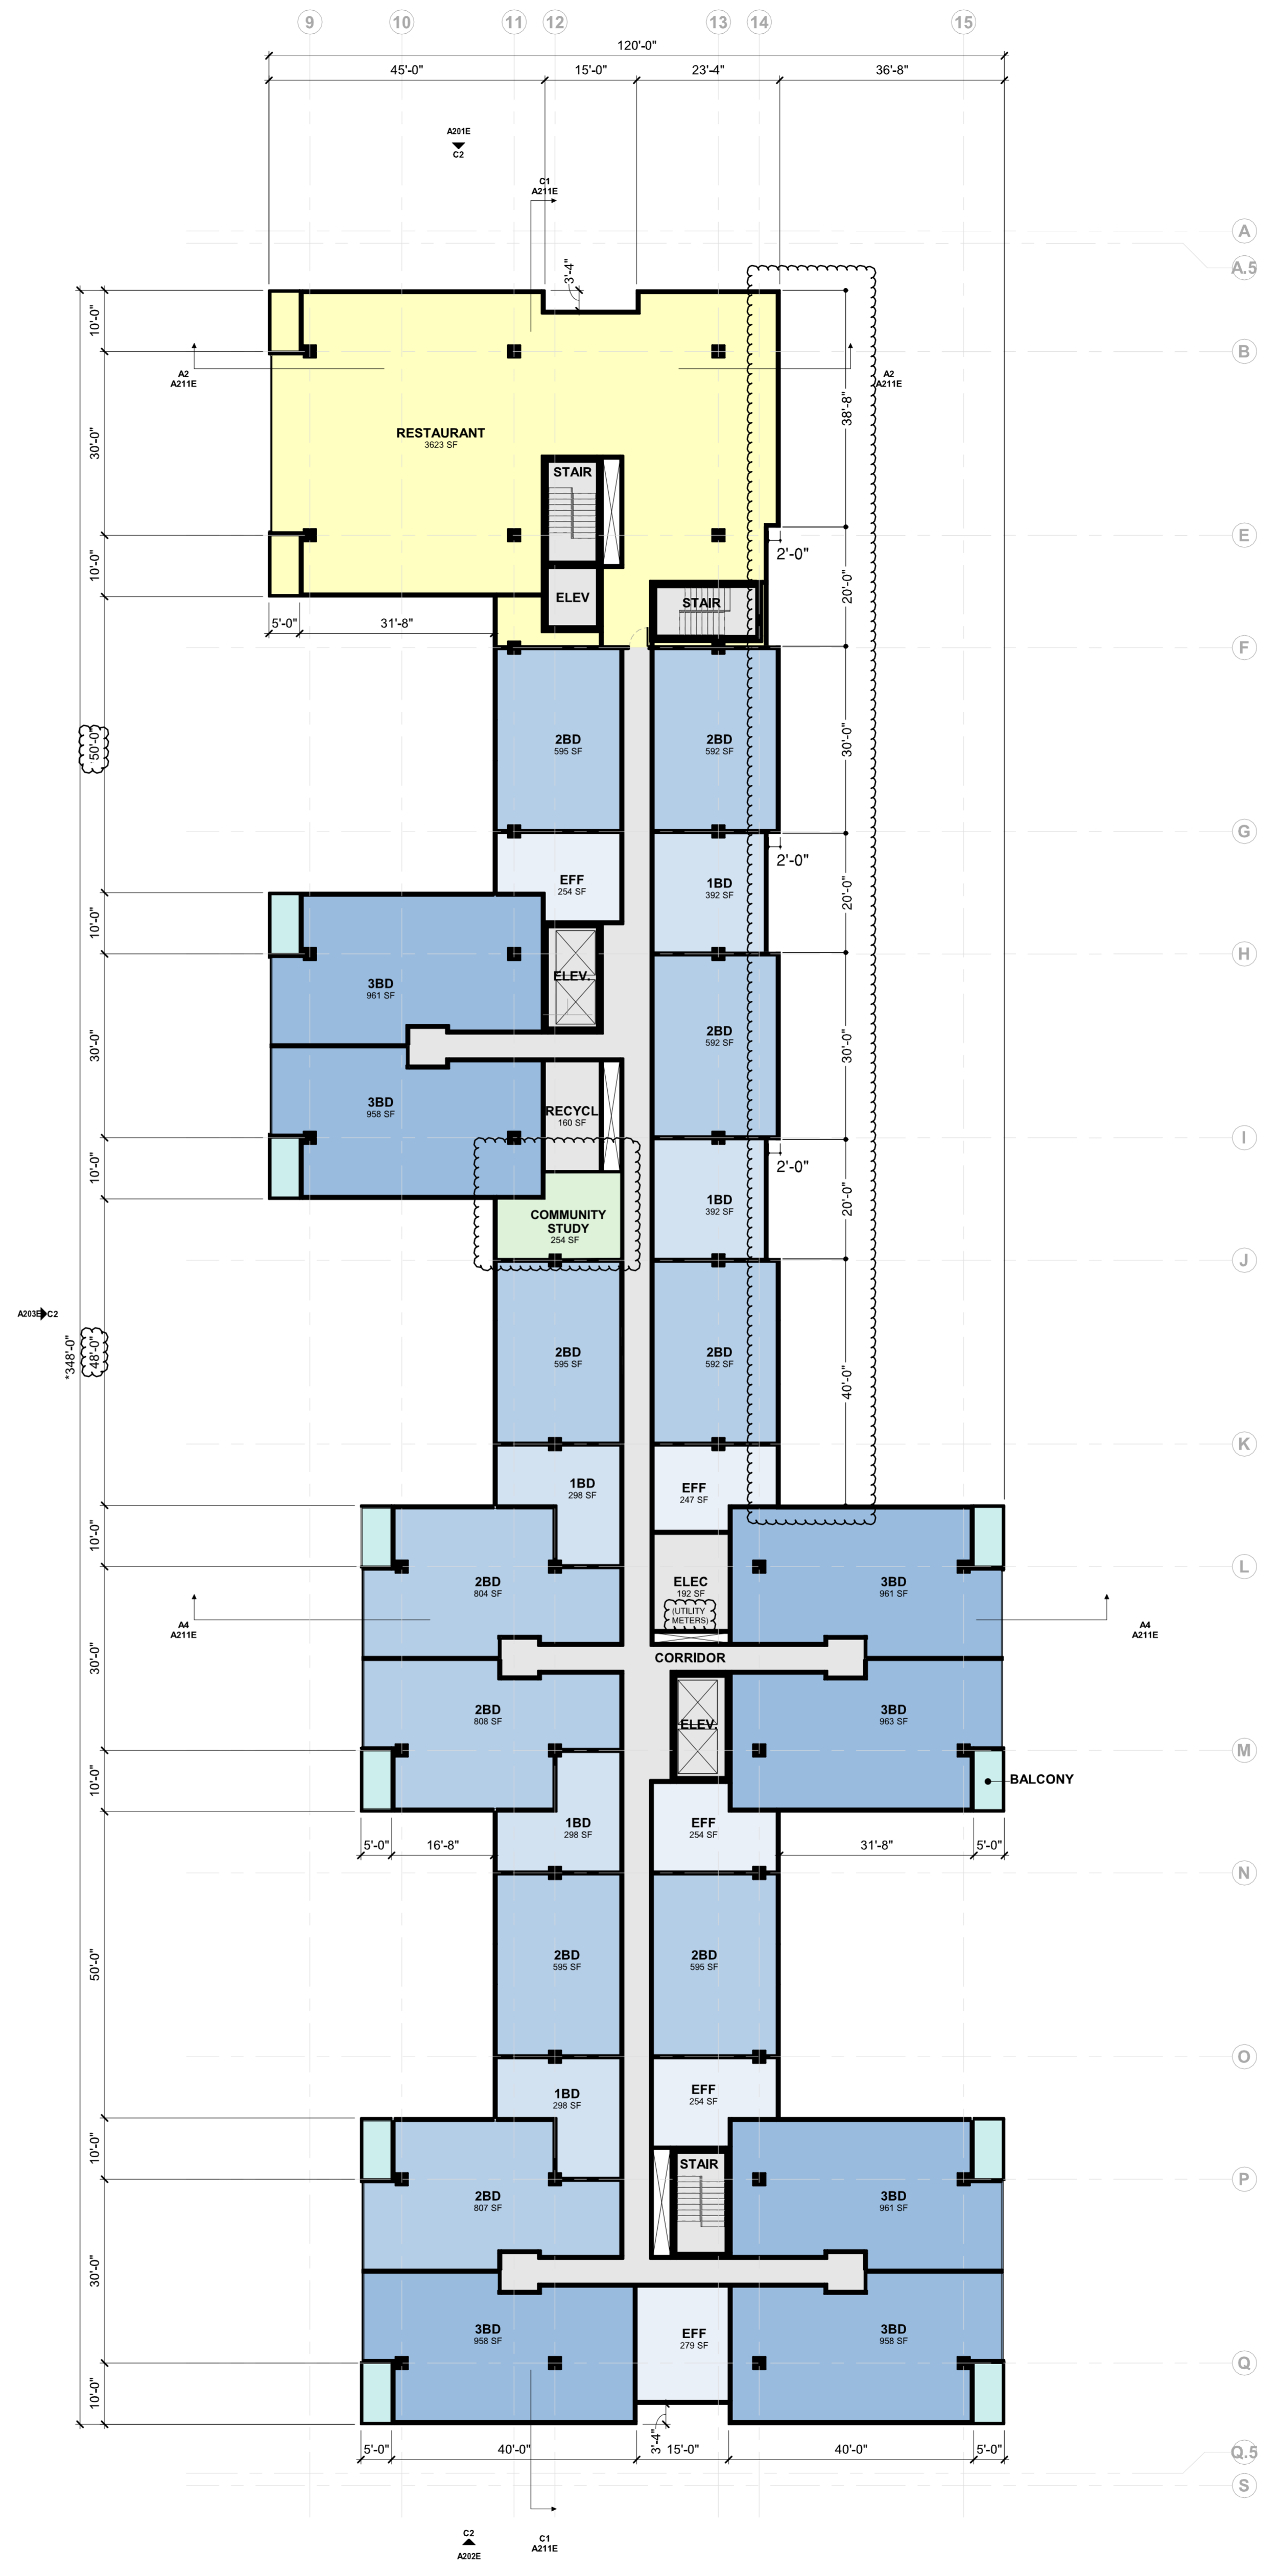 9 10 11 12 13 14 15
120'-0"
45'-0" 15'-0" 23'-4" 36'-8"
A201E
C2
C1
A211E
A
A.5
3'-4"
10'-0"
B
A2
A211E
A2
A211E
38'-8"
RESTAURANT
3623 SF
30'-0"
STAIR
E
2'-0"
10'-0"
20'-0"
ELEV
STAIR
5'-0" 31'-8"
F
50'-0"
2BD
595 SF
2BD
592 SF
30'-0"
G
2'-0"
EFF
254 SF
1BD
392 SF
20'-0"
10'-0"
H
ELEV.
3BD
961 SF
2BD
592 SF
30'-0"
30'-0"
3BD
958 SF
RECYCL
160 SF
I
2'-0"
10'-0"
1BD
392 SF
20'-0"
COMMUNITY
STUDY
254 SF
J
A203E C2
*348'-0"
48'-0"
2BD
595 SF
2BD
592 SF
40'-0"
K
1BD
298 SF
EFF
247 SF
10'-0"
L
2BD
804 SF
ELEC
192 SF
(UTILITY
METERS)
3BD
961 SF
A4
A211E
A4
A211E
30'-0"
CORRIDOR
2BD
808 SF
ELEV.
3BD
963 SF
M
10'-0"
BALCONY
1BD
298 SF
EFF
254 SF
5'-0" 16'-8" 31'-8" 5'-0"
N
50'-0"
2BD
595 SF
2BD
595 SF
O
1BD
298 SF
EFF
254 SF
10'-0"
STAIR
P
2BD
807 SF
3BD
961 SF
30'-0"
3BD
958 SF
EFF
279 SF
3BD
958 SF
Q
10'-0"
3'-4"
5'-0" 40'-0" 15'-0" 40'-0" 5'-0"
Q.5
S
C2
A202E
C1
A211E